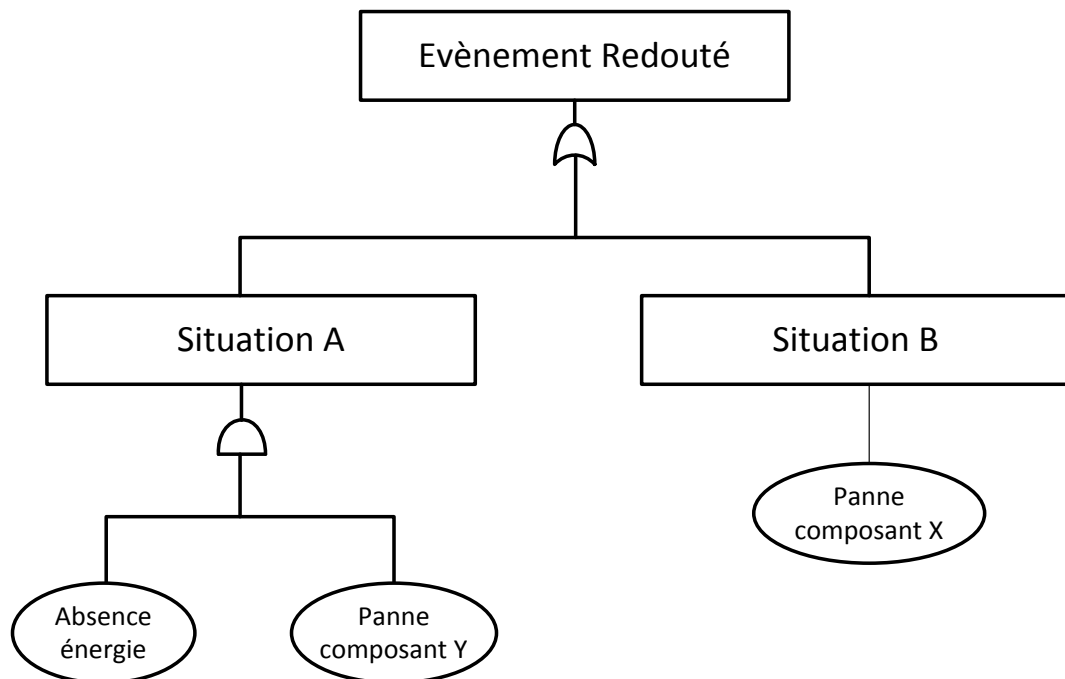 Evènement Redouté
Situation A
Situation B
Panne
composant X
Absence
énergie
Panne
composant Y